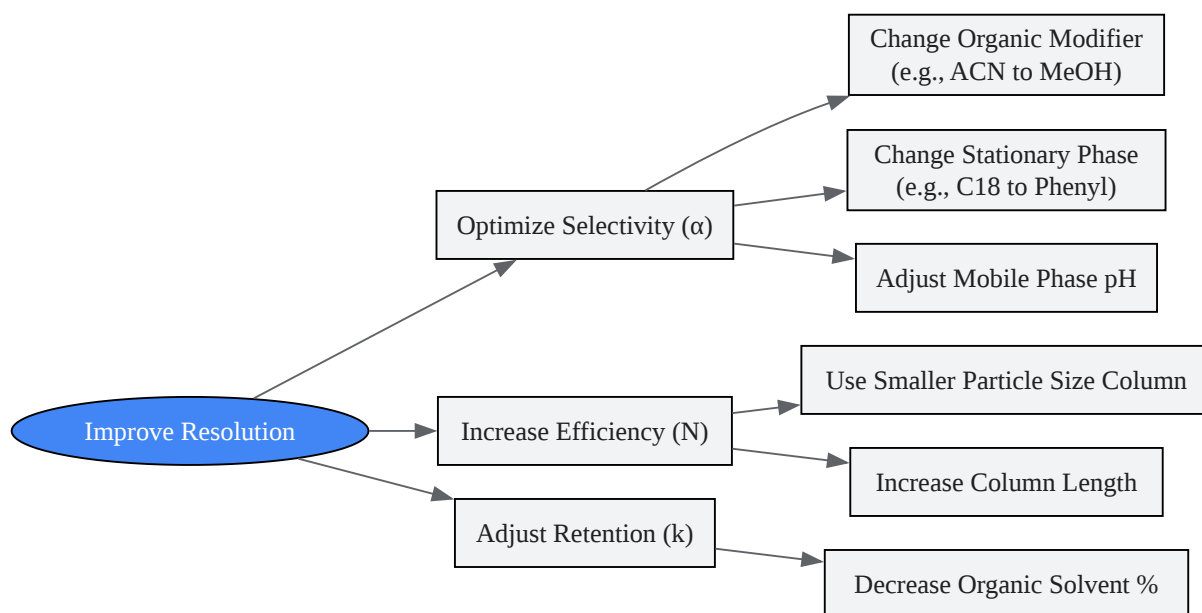 Change Organic Modifier
(e.g., ACN to MeOH)
Change Stationary Phase
(e.g., C18 to Phenyl)
Optimize Selectivity (α)
Adjust Mobile Phase pH
Use Smaller Particle Size Column
Improve Resolution
Increase Efficiency (N)
Increase Column Length
Adjust Retention (k)
Decrease Organic Solvent %